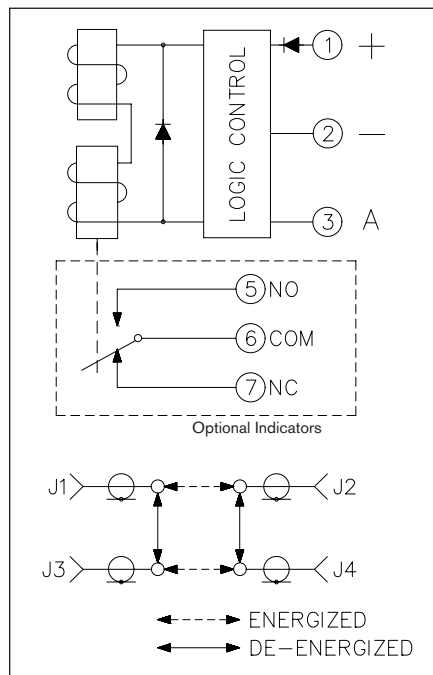 LOGIC CONTROL
1 +
2 —
3 A
5 NO
6 COM
7 NC
Optional Indicators
J1 J2
J3 J4
ENERGIZED
DE-ENERGIZED